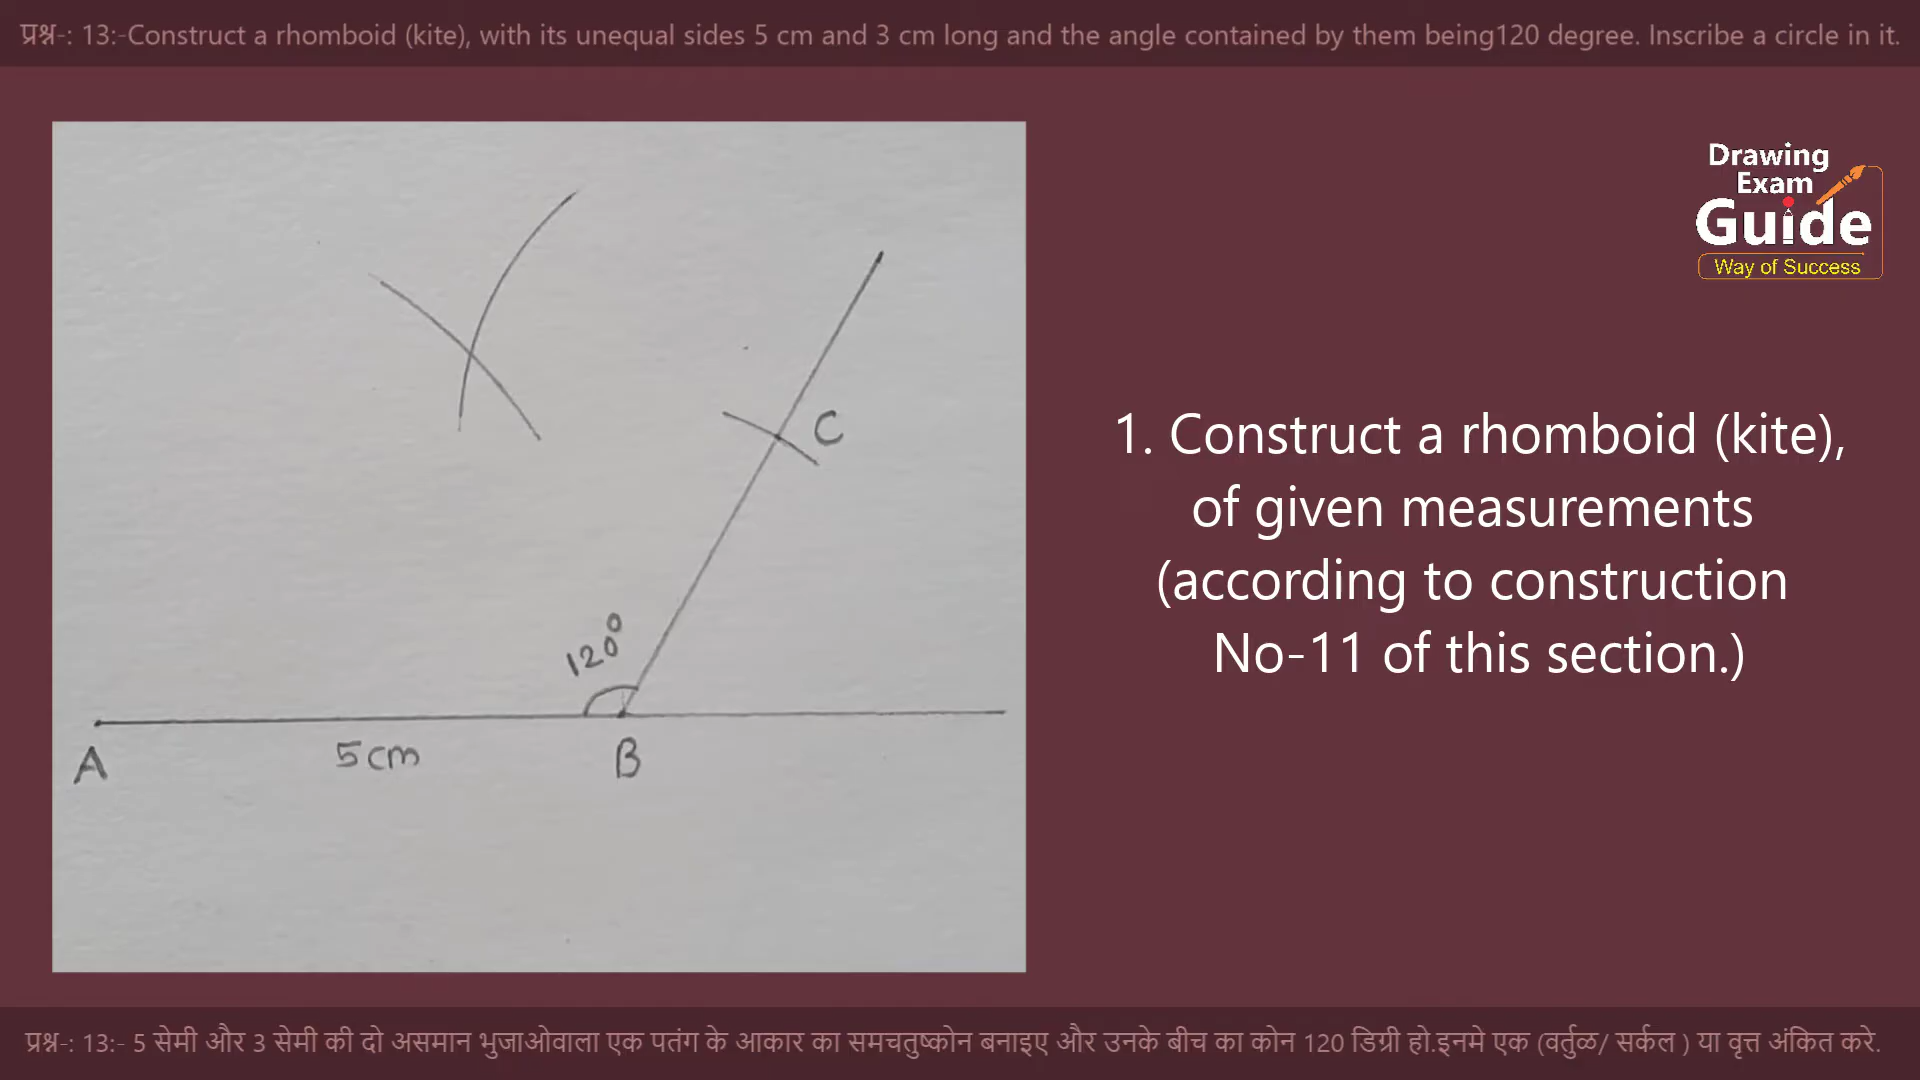 प्रश्न-: 13:-Construct a rhomboid (kite), with its unequal sides 5 cm and 3 cm long and the angle contained by them being120 degree. Inscribe a circle in it.
Drawing
Exam
Guide
Way of Success
C
1. Construct a rhomboid (kite),
of given measurements
(according to construction
No-11 of this section.)
120⁰
A
5cm
B
प्रश्न-: 13:- 5 सेमी और 3 सेमी की दो असमान भुजाओवाला एक पतंग के आकार का समचतुष्कोन बनाइए और उनके बीच का कोन 120 डिग्री हो.इनमे एक (वर्तुळ/ सर्कल ) या वृत्त अंकित करे.